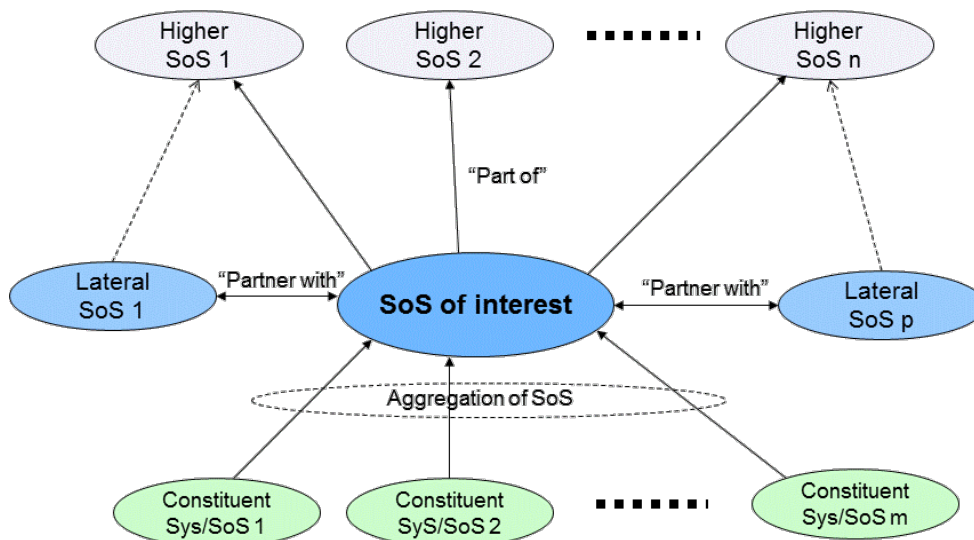 Higher
SoS 1
Higher
SoS 2
Higher
SoS n
“Part of”
Lateral
SoS 1
“Partner with”
SoS of interest
“Partner with”
Lateral
SoS p
Aggregation of SoS
Constituent
Sys/SoS 1
Constituent
SyS/SoS 2
Constituent
Sys/SoS m